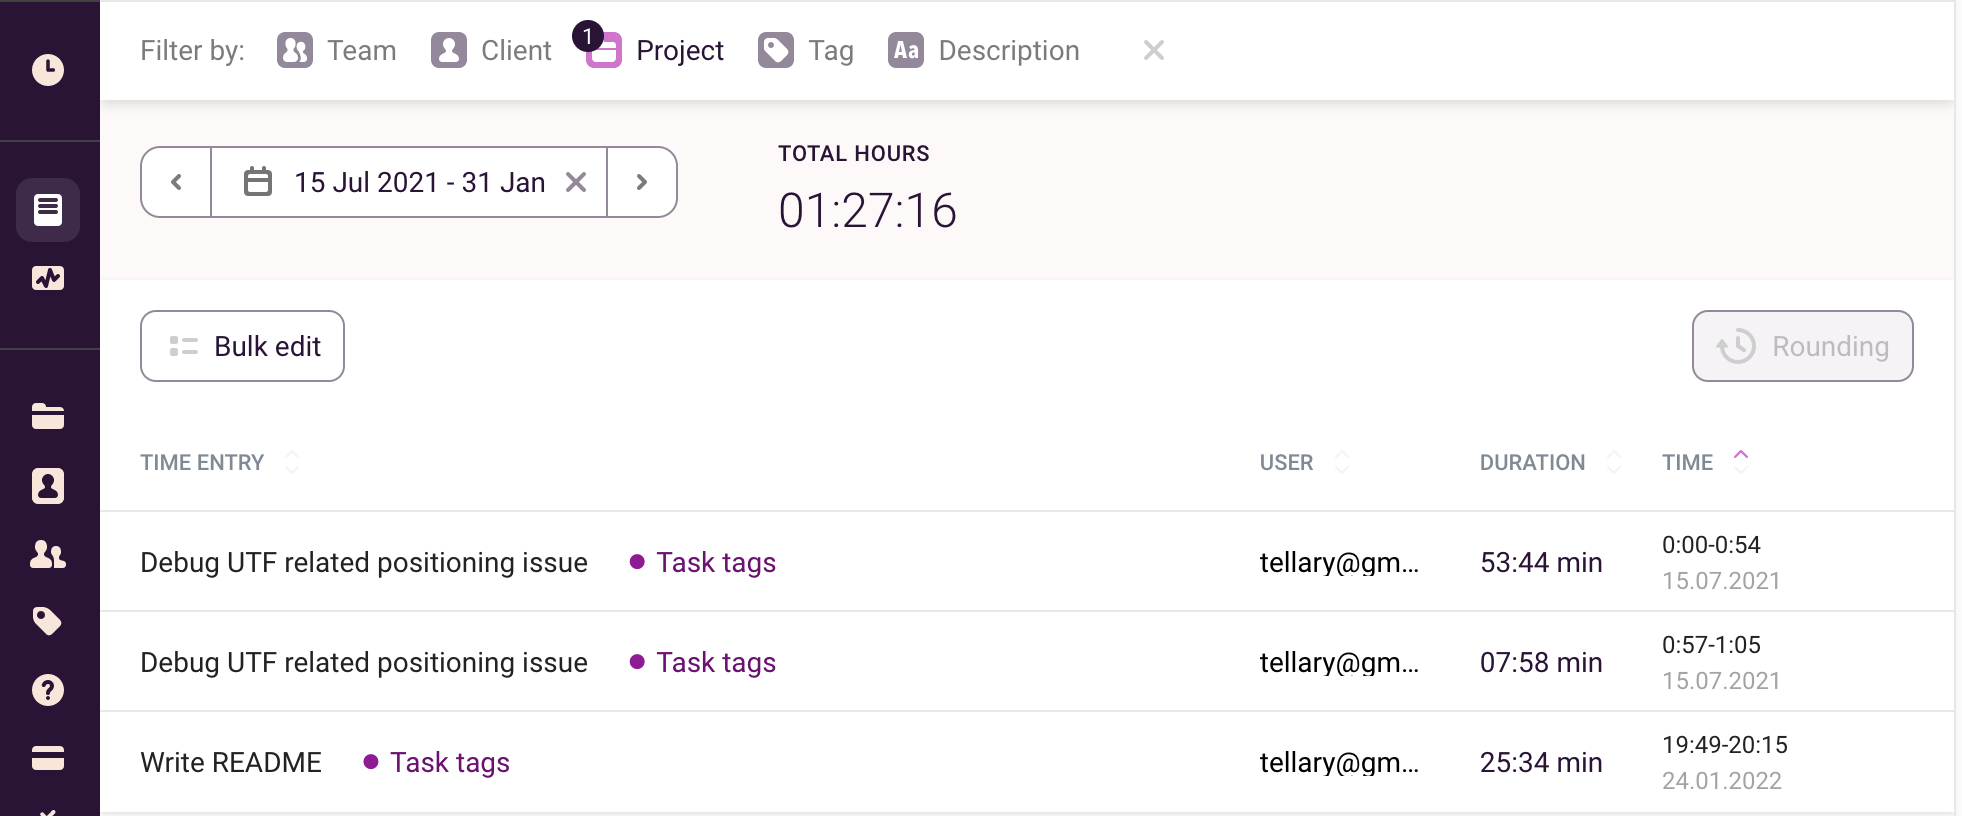 Filter by: Team Client 1 Project Tag Aa Description
15 Jul 2021 - 31 Jan
TOTAL HOURS
01:27:16
Bulk edit
Rounding
TIME ENTRY USER DURATION TIME
Debug UTF related positioning issue Task tags tellary@gm... 53:44 min 0:00-0:54
15.07.2021
Debug UTF related positioning issue Task tags tellary@gm... 07:58 min 0:57-1:05
15.07.2021
Write README Task tags tellary@gm... 25:34 min 19:49-20:15
24.01.2022